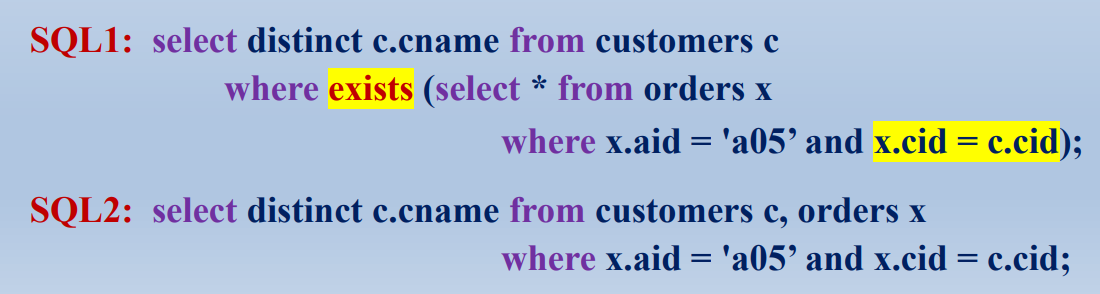 SQL1: select distinct c.cname from customers c
where exists (select * from orders x
where x.aid = 'a05’ and x.cid = c.cid);
SQL2: select distinct c.cname from customers c, orders x
where x.aid = 'a05’ and x.cid = c.cid;